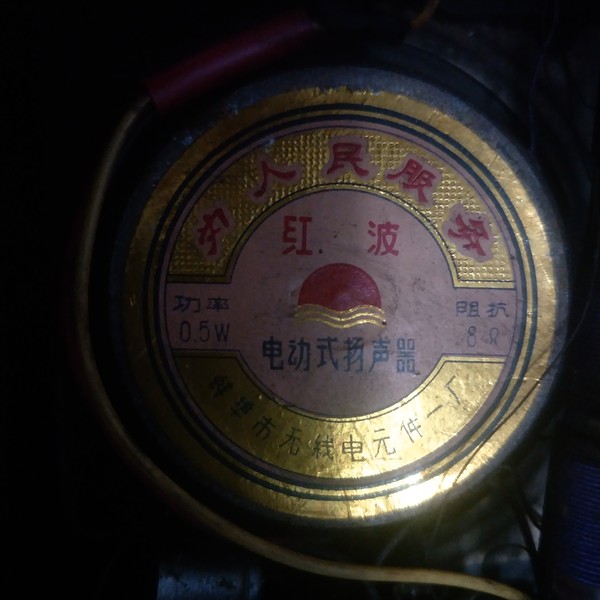 为人民服务
红波
功率
0.5W
阻抗
8Ω
电动式扬声器
蚌埠市无线电元件一厂